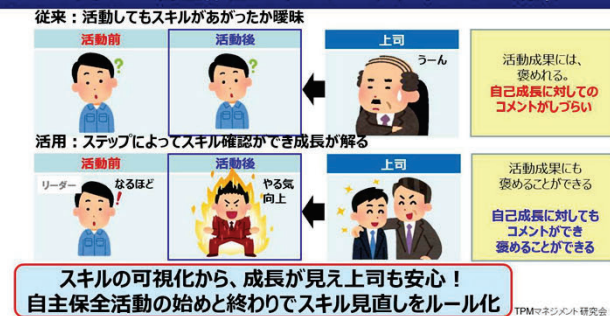 従来：活動してもスキルがあがったか曖昧
活動前
活動後
上司
?
?
うーん
活動成果には、
褒めれる。
自己成長に対しての
コメントがしづらい
活用：ステップによってスキル確認ができ成長が解る
活動前
活動後
上司
リーダー
なるほど
!
やる気
向上
活動成果にも
褒めることができる
自己成長に対しても
コメントができ
褒めることができる
スキルの可視化から、成長が見え上司も安心！
自主保全活動の始めと終わりでスキル見直しをルール化
TPMマネジメント研究会